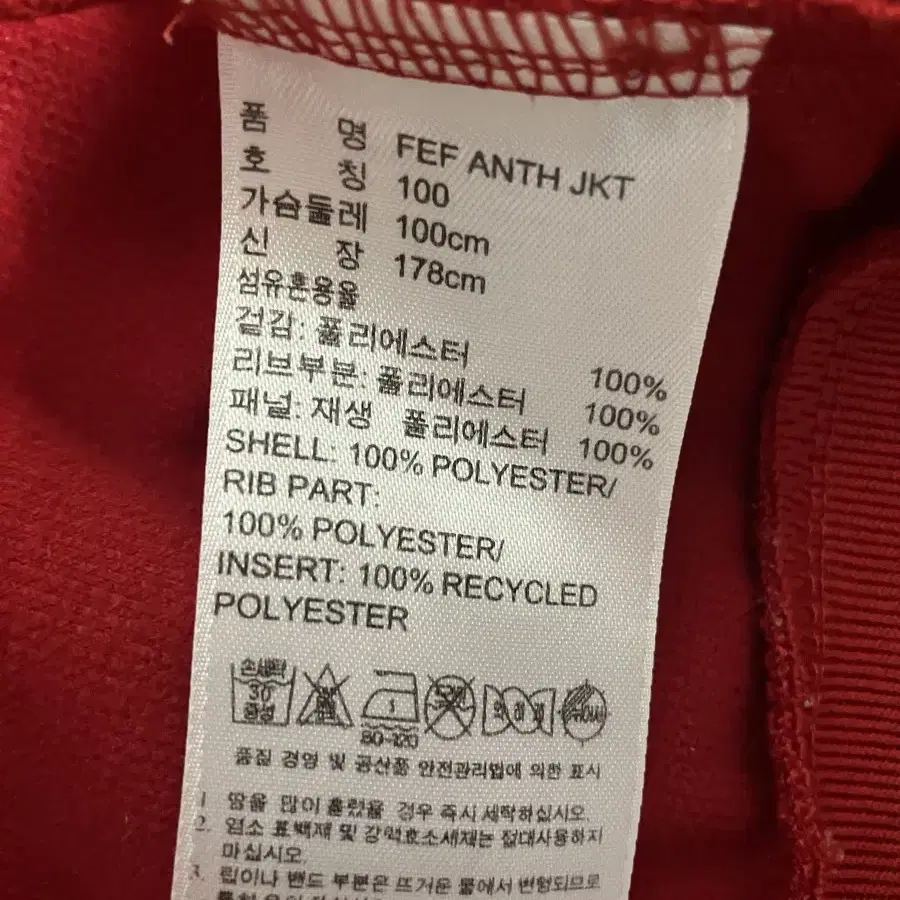 품 명 FEF ANTH JKT
호 칭 100
가슴둘레 100cm
신 장 178cm
섬유혼용율
겉감: 폴리에스터 100%
리브부분: 폴리에스터 100%
패널: 재생 폴리에스터 100%
SHELL: 100% POLYESTER/
RIB PART:
100% POLYESTER/
INSERT: 100% RECYCLED
POLYESTER
손세탁
30
중성
1
80-120
품질 경영 및 공산품 안전관리법에 의한 표시
1 땀을 많이 흘렸을 경우 즉시 세탁하십시오.
2. 염소 표백제 및 강력효소세제는 절대사용하지
마십시오.
3. 립이나 밴드 부분은 뜨거운 물에서 변형되므로